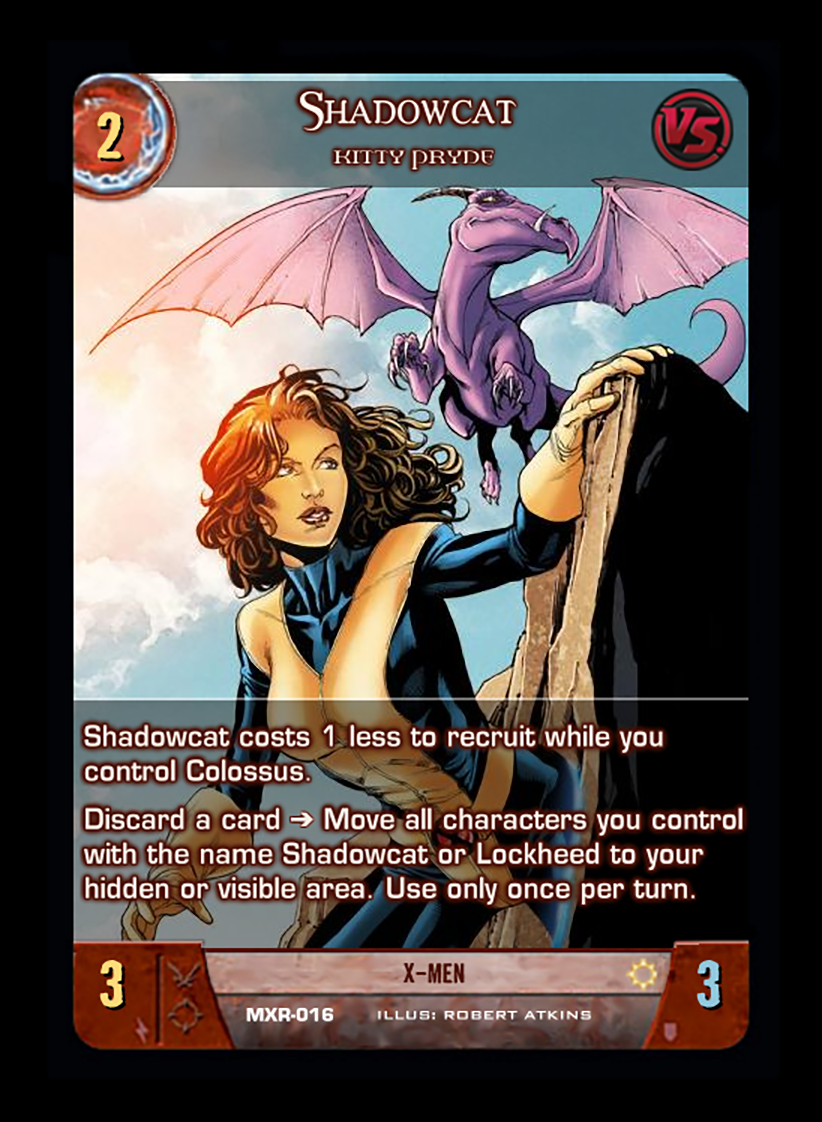 2
Shadowcat
Kitty Pryde
VS.
Shadowcat costs 1 less to recruit while you
control Colossus.
Discard a card → Move all characters you control
with the name Shadowcat or Lockheed to your
hidden or visible area. Use only once per turn.
3
X-MEN
3
MXR-016 ILLUS: ROBERT ATKINS